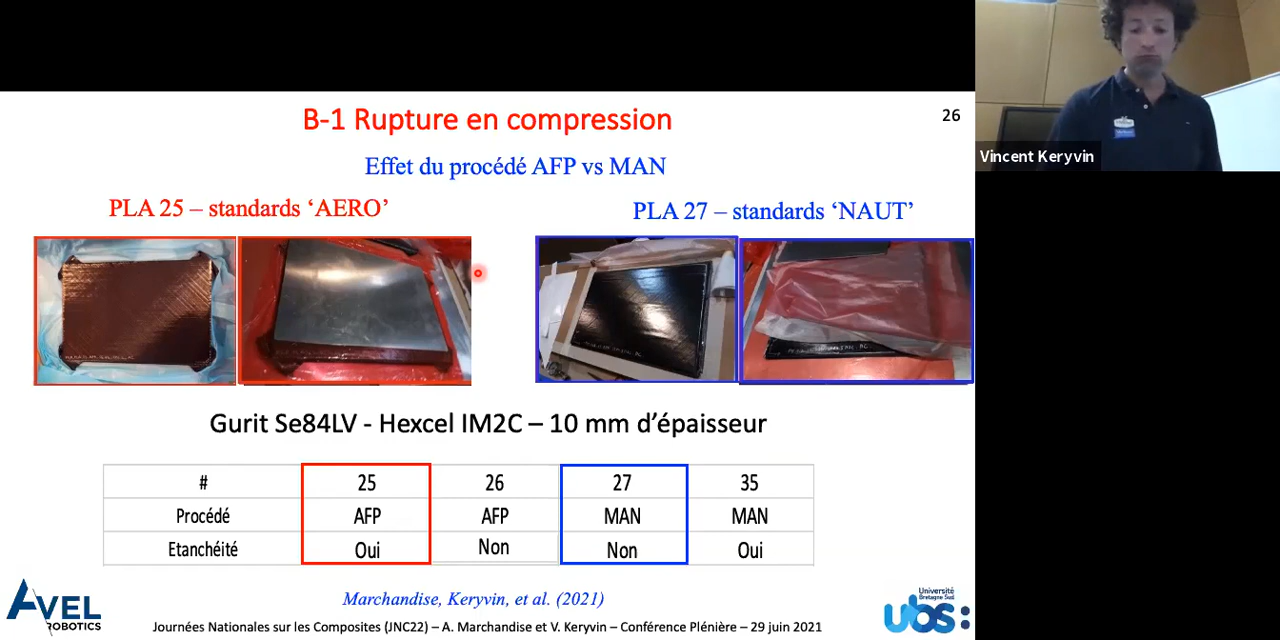 B-1 Rupture en compression
26
Effet du procédé AFP vs MAN
PLA 25 – standards ‘AERO’
PLA 27 – standards ‘NAUT’
Vincent Keryvin
Gurit Se84LV - Hexcel IM2C – 10 mm d’épaisseur
# 25 26 27 35
Procédé AFP AFP MAN MAN
Etanchéité Oui Non Non Oui
Marchandise, Keryvin, et al. (2021)
AVEL
ROBOTICS
Journées Nationales sur les Composites (JNC22) – A. Marchandise et V. Keryvin – Conférence Plénière – 29 juin 2021
Université
Bretagne Sud
ubs: